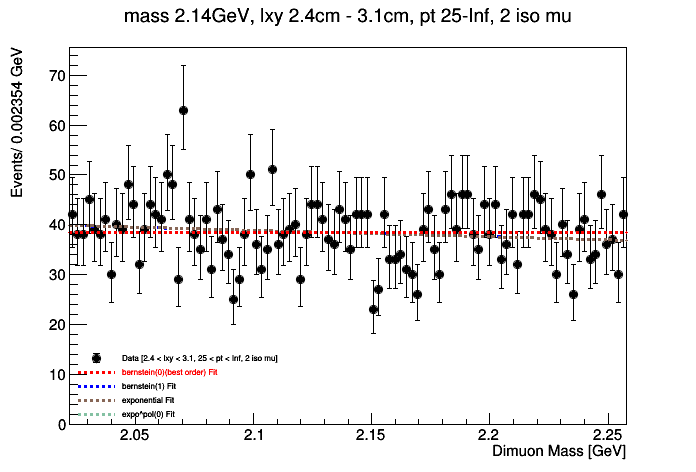 mass 2.14GeV, lxy 2.4cm - 3.1cm, pt 25-Inf, 2 iso mu
Events/ 0.002354 GeV
70
60
50
40
30
20
10
0
Data [2.4 < lxy < 3.1, 25 < pt < Inf, 2 iso mu]
bernstein(0)(best order) Fit
bernstein(1) Fit
exponential Fit
expo*pol(0) Fit
2.05
2.1
2.15
2.2
2.25
Dimuon Mass [GeV]